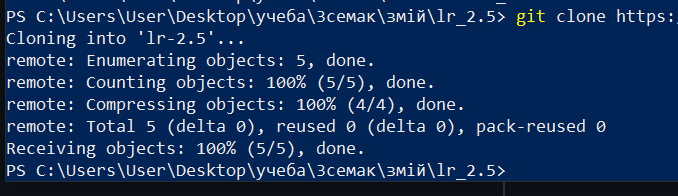 PS C:\Users\User\Desktop\учеба\3семак\змій\lr_2.5> git clone https:
Cloning into 'lr-2.5'...
remote: Enumerating objects: 5, done.
remote: Counting objects: 100% (5/5), done.
remote: Compressing objects: 100% (4/4), done.
remote: Total 5 (delta 0), reused 0 (delta 0), pack-reused 0
Receiving objects: 100% (5/5), done.
PS C:\Users\User\Desktop\учеба\3семак\змій\lr_2.5>